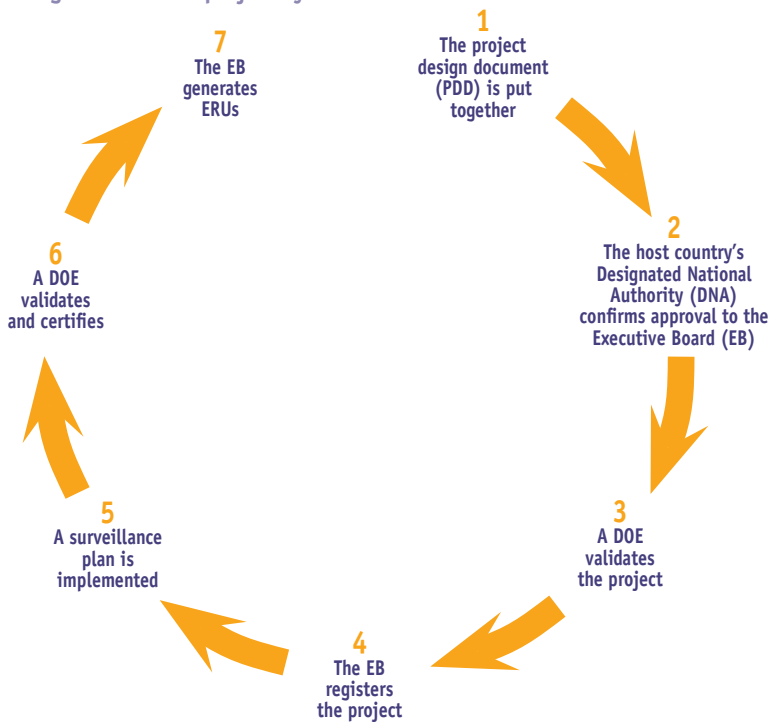 1
The project
design document
(PDD) is put
together
2
The host country's
Designated National
Authority (DNA)
confirms approval to the
Executive Board (EB)
3
A DOE
validates
the project
4
The EB
registers
the project
5
A surveillance
plan is
implemented
6
A DOE
validates
and certifies
7
The EB
generates
ERUs